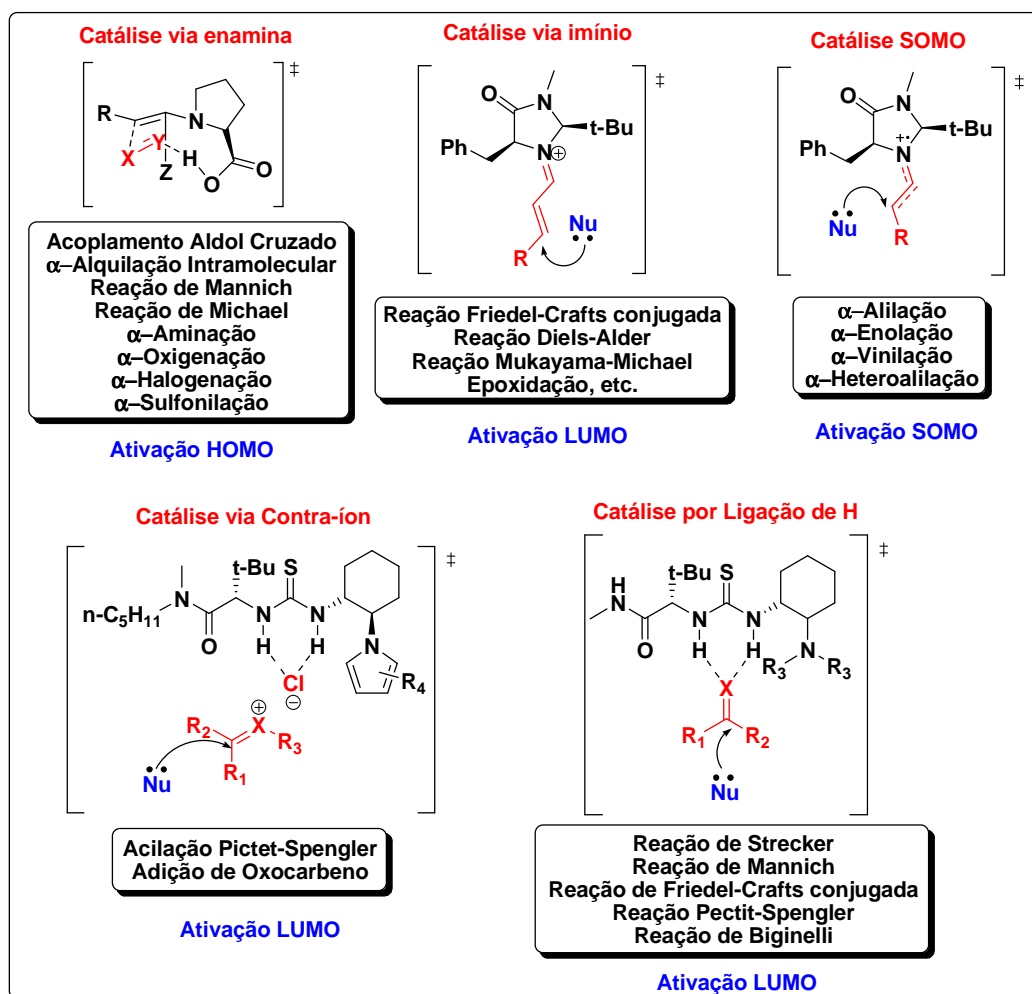 Catálise via enamina
‡
R
N
X
Y
H
Z
O
O
Acoplamento Aldol Cruzado
α–Alquilação Intramolecular
Reação de Mannich
Reação de Michael
α–Aminação
α–Oxigenação
α–Halogenação
α–Sulfonilação
Ativação HOMO
Catálise via imínio
‡
O
N
t-Bu
Ph
N
⊕
Nu
R
Reação Friedel-Crafts conjugada
Reação Diels-Alder
Reação Mukayama-Michael
Epoxidação, etc.
Ativação LUMO
Catálise SOMO
‡
O
N
t-Bu
Ph
+·
N
Nu
R
α–Alilação
α–Enolação
α–Vinilação
α–Heteroalilação
Ativação SOMO
Catálise via Contra-íon
‡
t-Bu
S
n-C5H11
N
N
N
O
H
H
N
Cl
⊖
R4
⊕
R2
X
R3
R1
Nu
Acilação Pictet-Spengler
Adição de Oxocarbeno
Ativação LUMO
Catálise por Ligação de H
‡
H
N
t-Bu
S
N
N
O
H
H
N
R3
R3
X
R1
R2
Nu
Reação de Strecker
Reação de Mannich
Reação de Friedel-Crafts conjugada
Reação Pectit-Spengler
Reação de Biginelli
Ativação LUMO